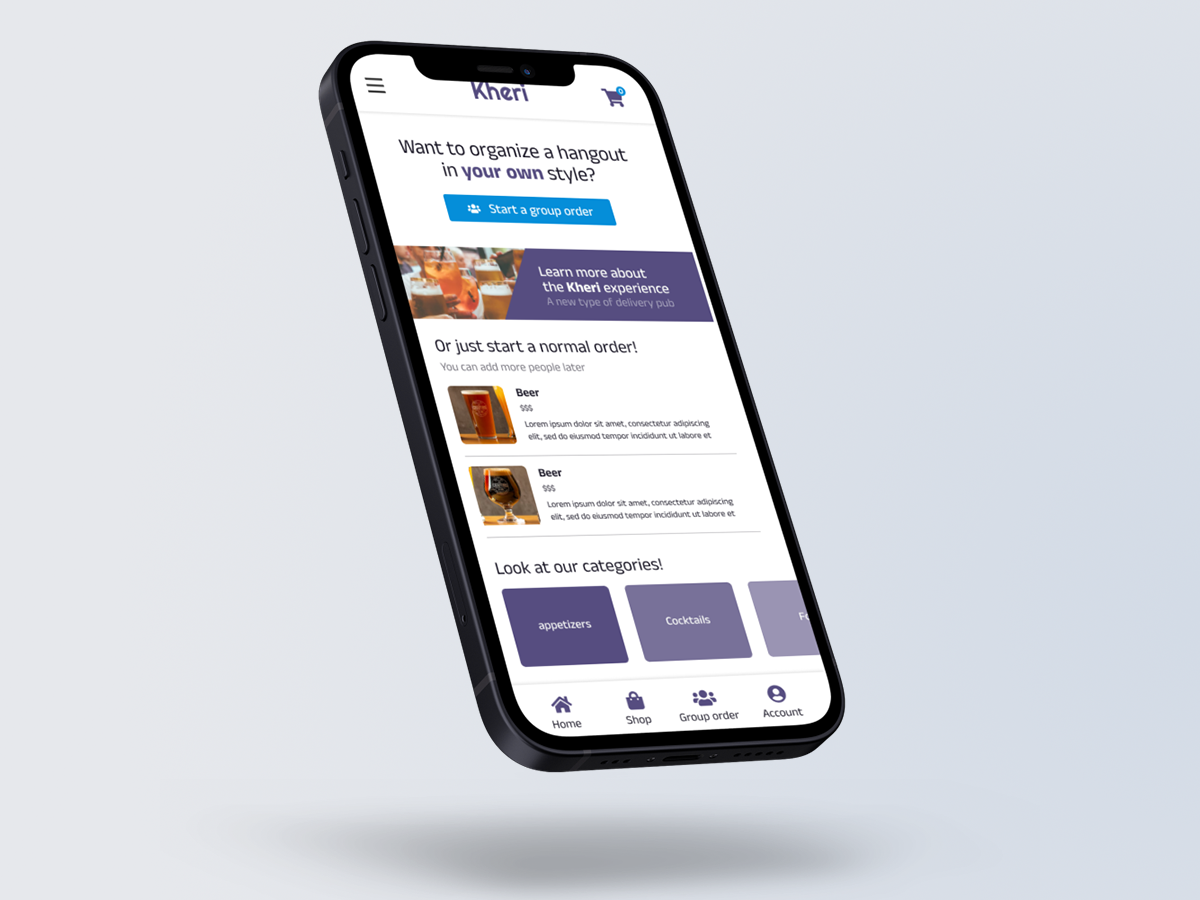 Kheri
0
Want to organize a hangout
in your own style?
Start a group order
Learn more about
the Kheri experience
A new type of delivery pub
Or just start a normal order!
You can add more people later
Beer
$$$
Lorem ipsum dolor sit amet, consectetur adipiscing
elit, sed do eiusmod tempor incididunt ut labore et
Beer
$$$
Lorem ipsum dolor sit amet, consectetur adipiscing
elit, sed do eiusmod tempor incididunt ut labore et
Look at our categories!
appetizers
Cocktails
Home
Shop
Group order
Account